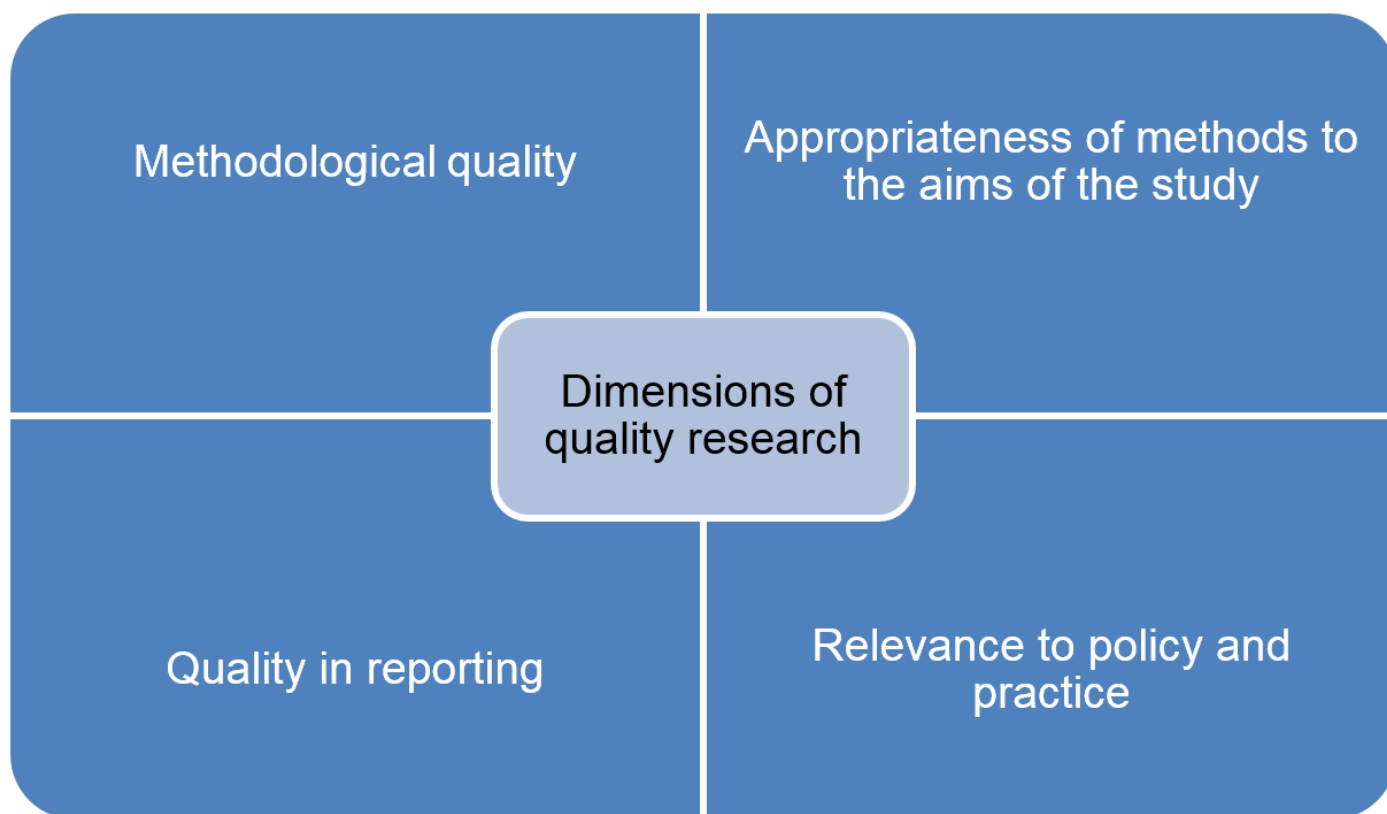 Methodological quality
Appropriateness of methods to
the aims of the study
Dimensions of
quality research
Quality in reporting
Relevance to policy and
practice